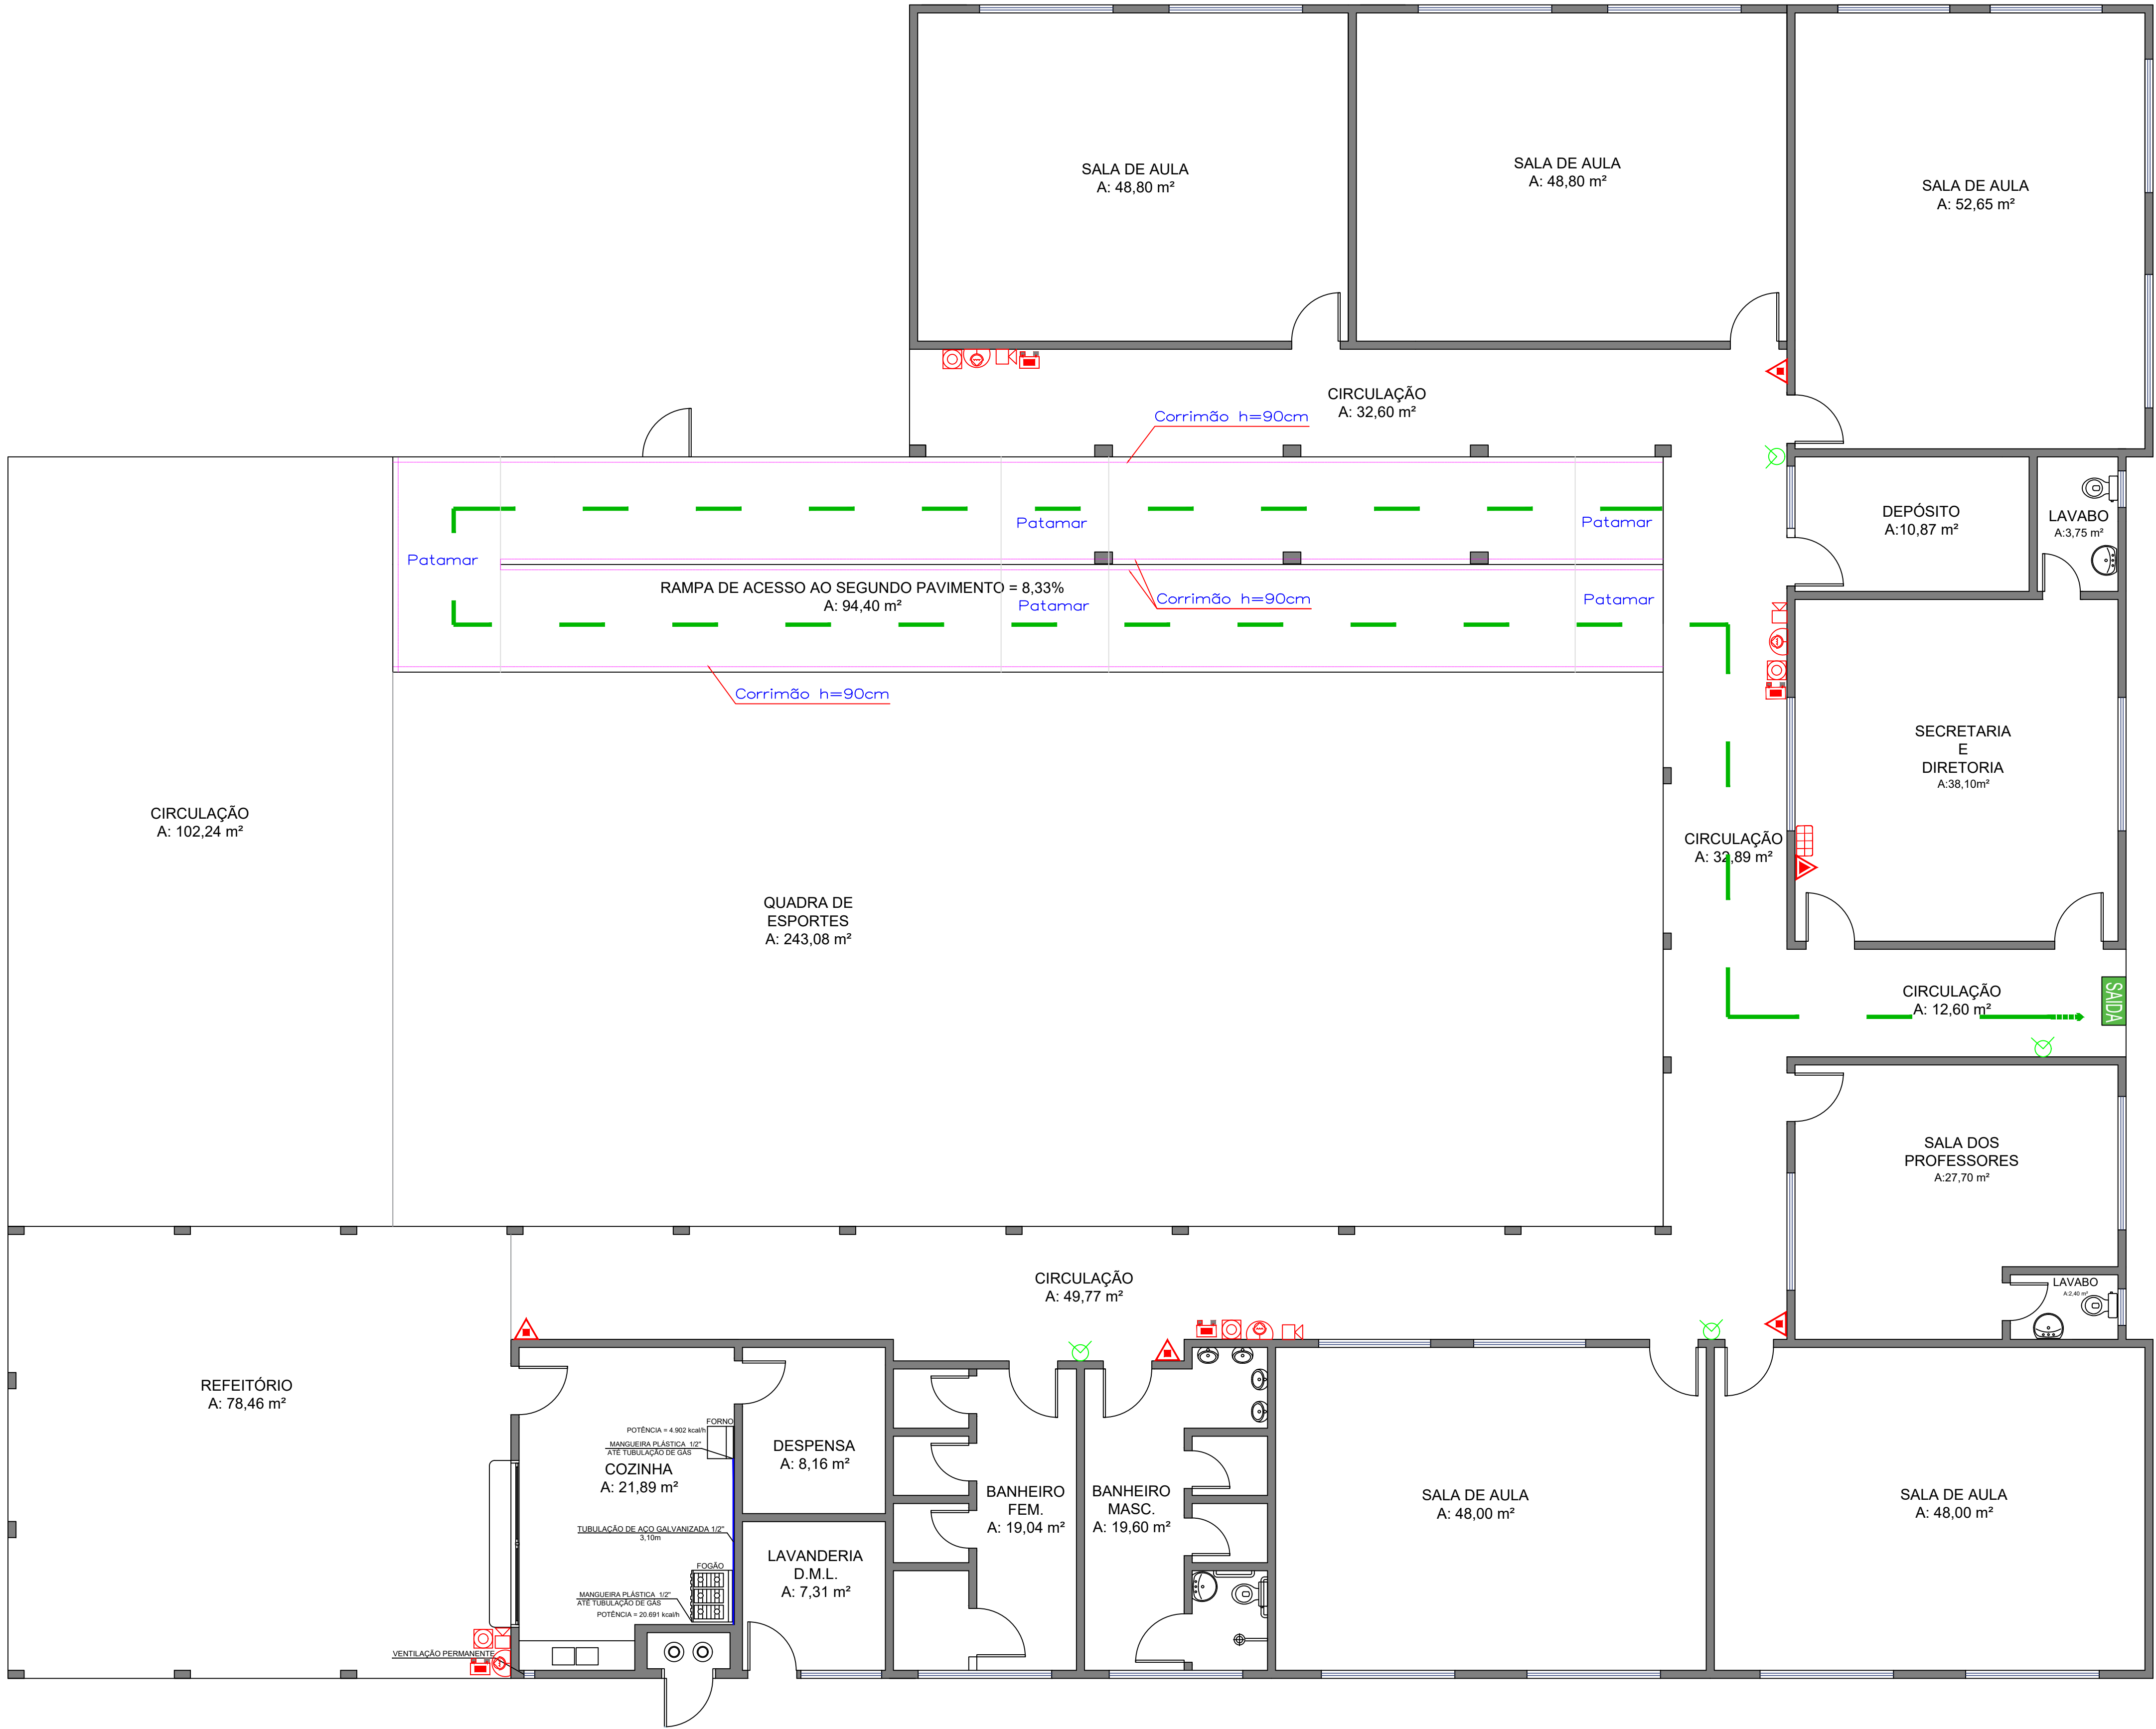 SALA DE AULA
A: 48,80 m²
SALA DE AULA
A: 48,80 m²
SALA DE AULA
A: 52,65 m²
CIRCULAÇÃO
A: 32,60 m²
Corrimão h=90cm
DEPÓSITO
A:10,87 m²
LAVABO
A:3,75 m²
Patamar
Patamar
Patamar
RAMPA DE ACESSO AO SEGUNDO PAVIMENTO = 8,33%
A: 94,40 m²
Patamar
Corrimão h=90cm
Patamar
Corrimão h=90cm
SECRETARIA
E
DIRETORIA
A:38,10m²
CIRCULAÇÃO
A: 102,24 m²
CIRCULAÇÃO
A: 32,89 m²
QUADRA DE
ESPORTES
A: 243,08 m²
CIRCULAÇÃO
A: 12,60 m²
SAIDA
SALA DOS
PROFESSORES
A:27,70 m²
CIRCULAÇÃO
A: 49,77 m²
LAVABO
A:2,40 m²
REFEITÓRIO
A: 78,46 m²
FORNO
POTÊNCIA = 4.902 kcal/h
MANGUEIRA PLÁSTICA 1/2"
ATÉ TUBULAÇÃO DE GÁS
COZINHA
A: 21,89 m²
DESPENSA
A: 8,16 m²
BANHEIRO
FEM.
A: 19,04 m²
BANHEIRO
MASC.
A: 19,60 m²
SALA DE AULA
A: 48,00 m²
SALA DE AULA
A: 48,00 m²
TUBULAÇÃO DE AÇO GALVANIZADA 1/2"
3,10m
LAVANDERIA
D.M.L.
A: 7,31 m²
FOGÃO
MANGUEIRA PLÁSTICA 1/2"
ATÉ TUBULAÇÃO DE GÁS
POTÊNCIA = 20.691 kcal/h
VENTILAÇÃO PERMANENTE